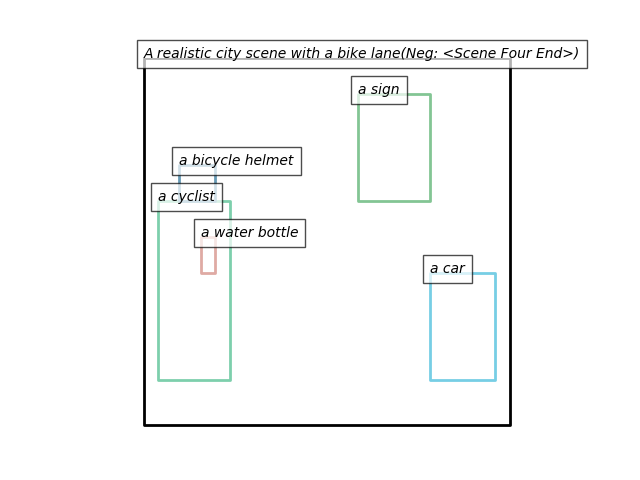 A realistic city scene with a bike lane(Neg: <Scene Four End>)
a sign
a bicycle helmet
a cyclist
a water bottle
a car